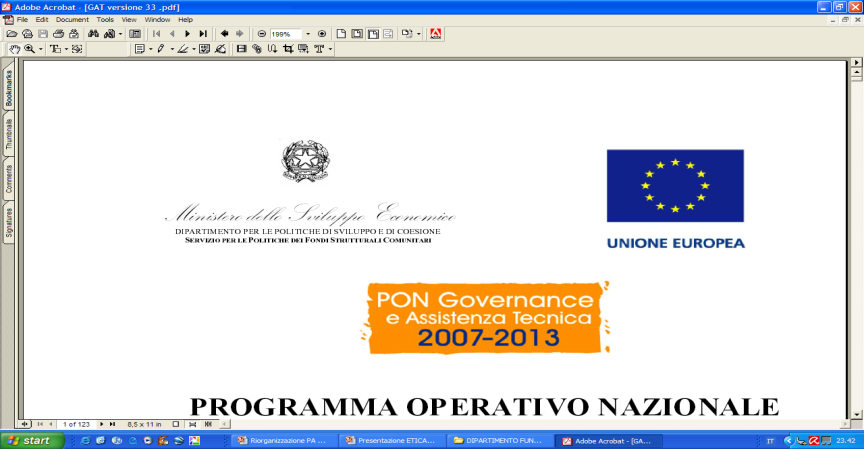 Adobe Acrobat - [GAT versione 33 .pdf]
File Edit Document Tools View Window Help
199%
Bookmarks
Thumbnails
Comments
Signatures
Ministero dello Sviluppo Economico
DIPARTIMENTO PER LE POLITICHE DI SVILUPPO E DI COESIONE
SERVIZIO PER LE POLITICHE DEI FONDI STRUTTURALI COMUNITARI
UNIONE EUROPEA
PON Governance
e Assistenza Tecnica
2007-2013
PROGRAMMA OPERATIVO NAZIONALE
1 of 123 8,5 x 11 in
start Riorganizzazione PA ... Presentazione ETICA... DIPARTIMENTO FUN... Adobe Acrobat - [GA... IT 23.42